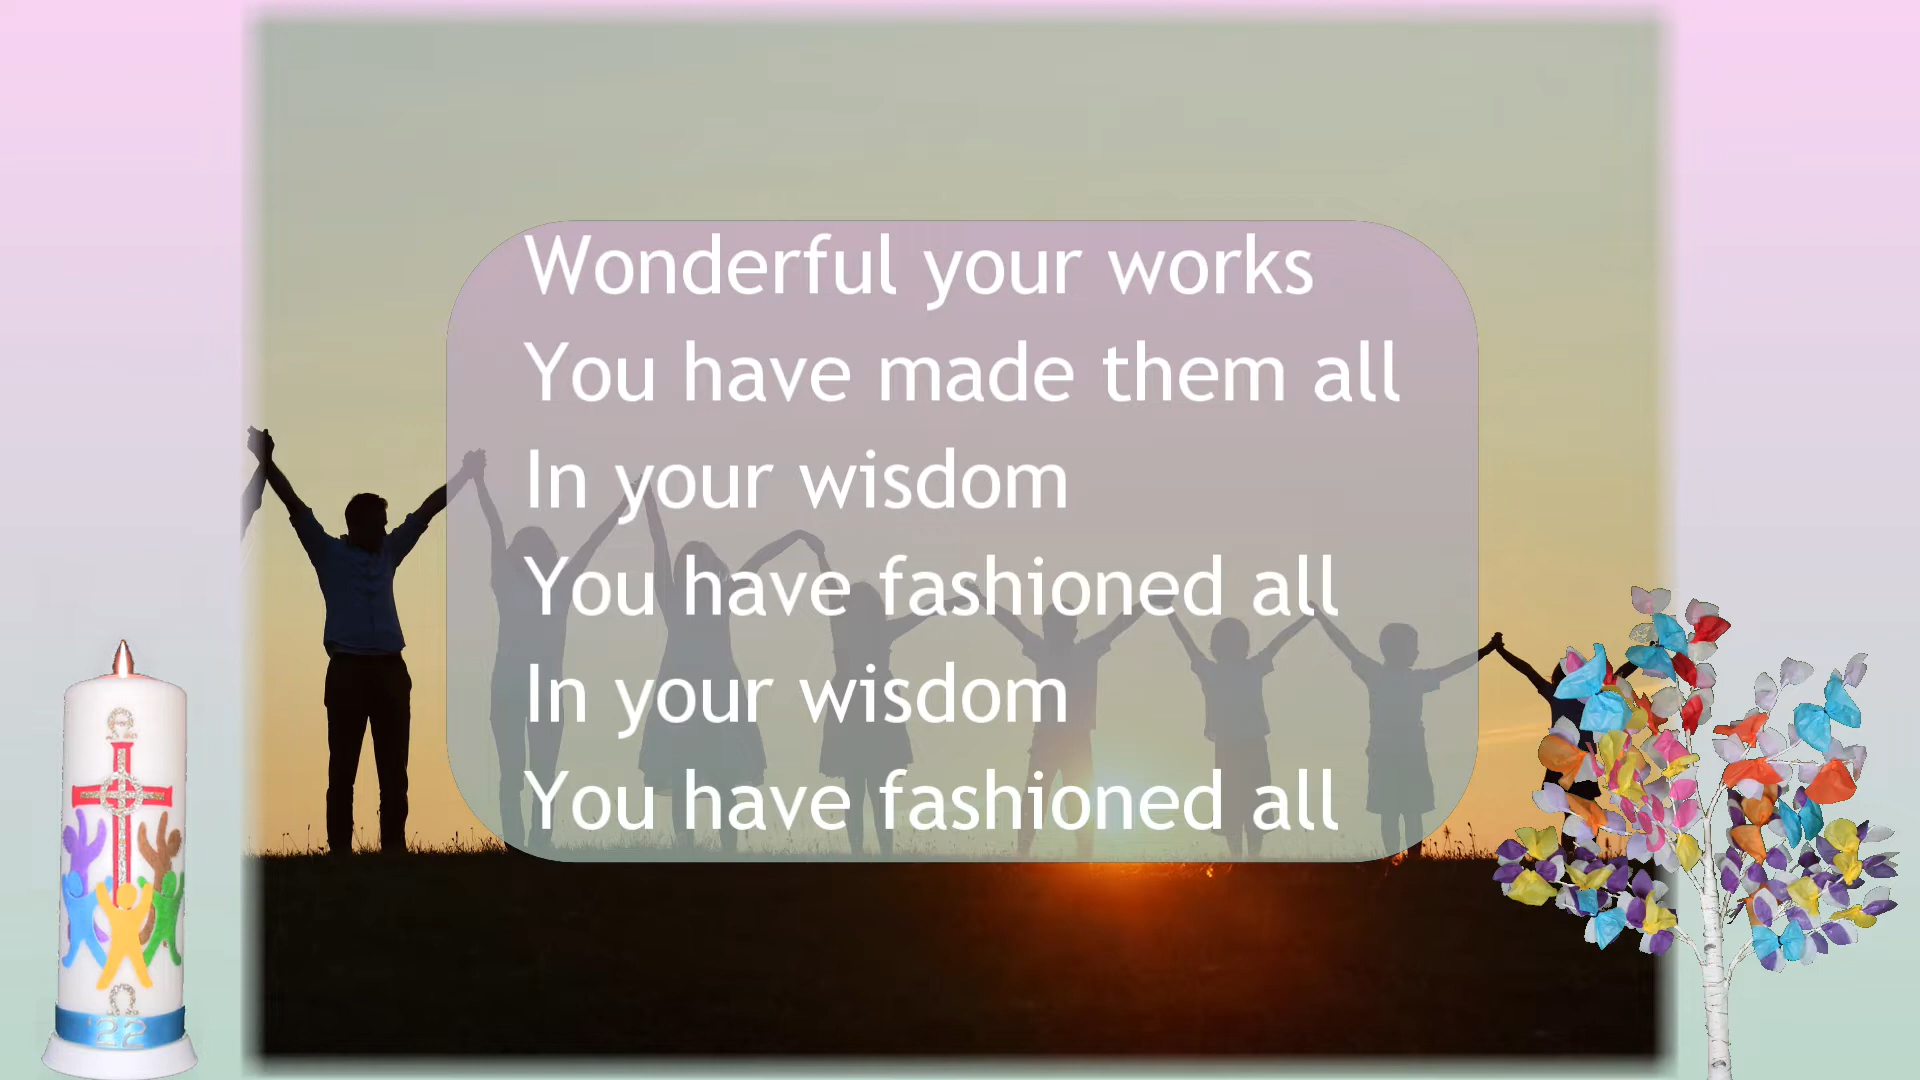 Wonderful your works
You have made them all
In your wisdom
You have fashioned all
In your wisdom
You have fashioned all
'22